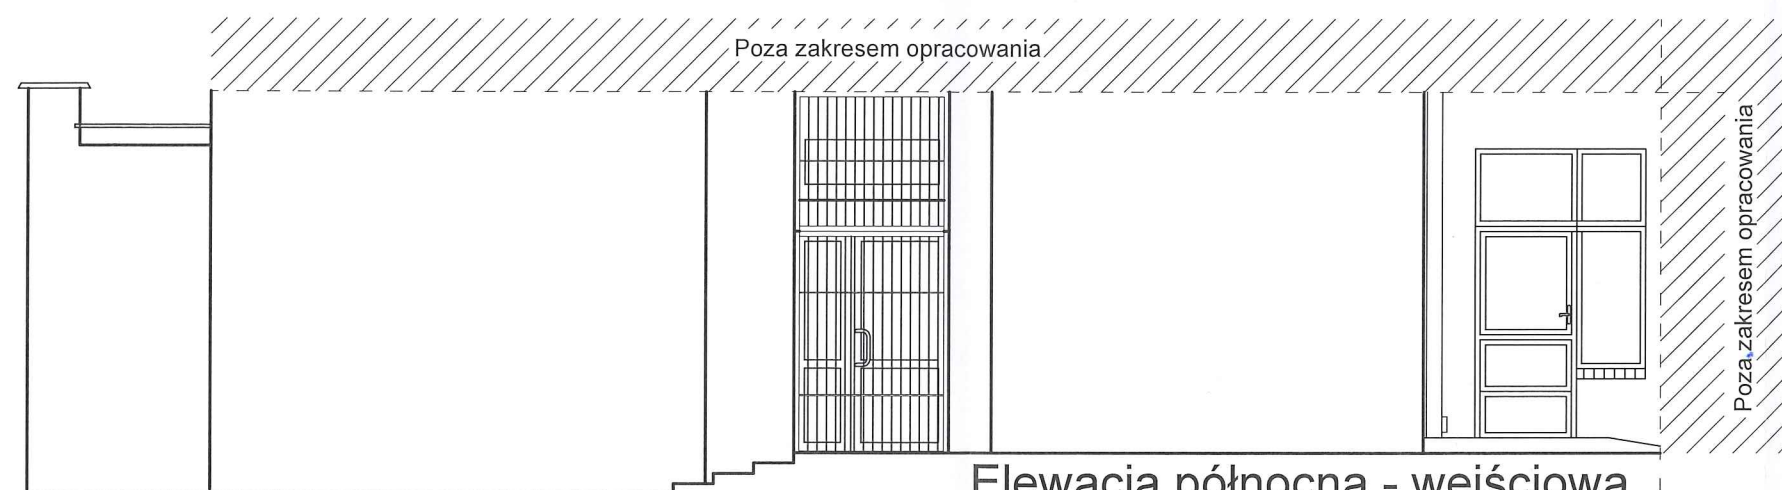 Poza zakresem opracowania
Poza zakresem opracowania
Elewacja północna - wejściowa